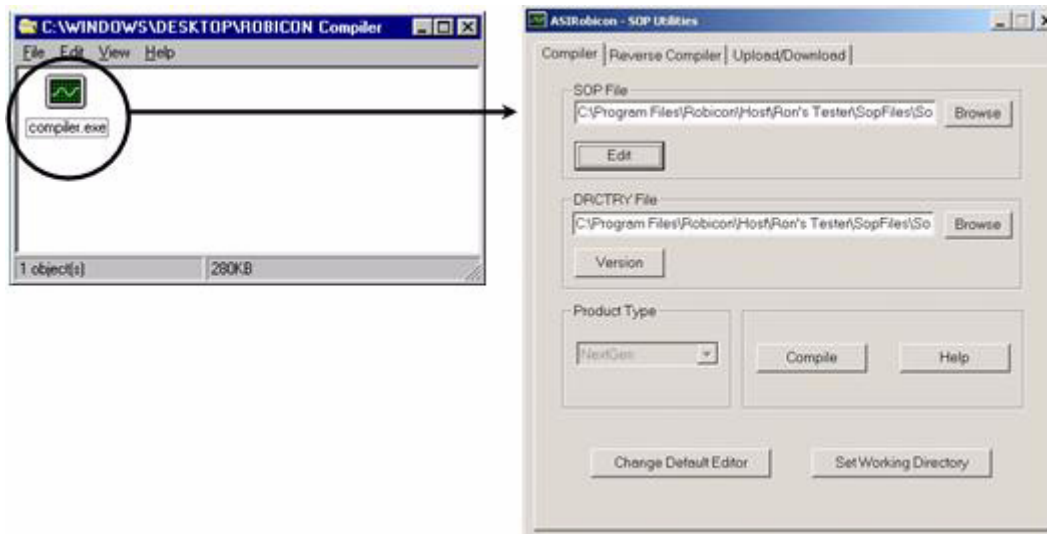 C:\WINDOWS\DESKTOP\ROBICON Compiler
File Edit View Help
compiler.exe
1 object(s) 280KB
ASIRobicon - SOP Utilities
Compiler Reverse Compiler Upload/Download
SOP File
C:\Program Files\Robicon\Host\Ron's Tester\SopFiles\So Browse
Edit
DRCTRY File
C:\Program Files\Robicon\Host\Ron's Tester\SopFiles\So Browse
Version
Product Type
NextGen Compile Help
Change Default Editor Set Working Directory